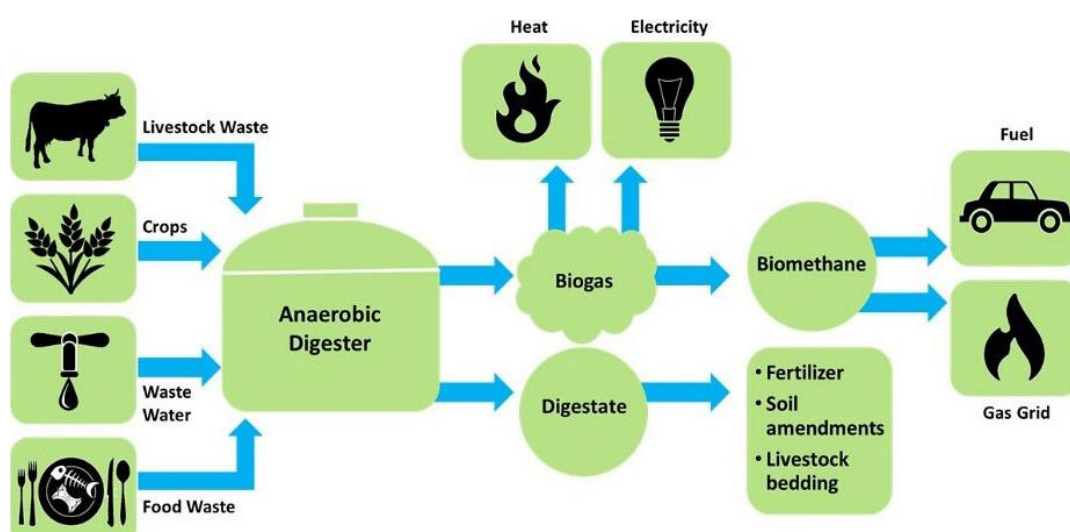 Heat
Electricity
Livestock Waste
Crops
Waste
Water
Food Waste
Anaerobic
Digester
Biogas
Digestate
Biomethane
• Fertilizer
• Soil
amendments
• Livestock
bedding
Fuel
Gas Grid